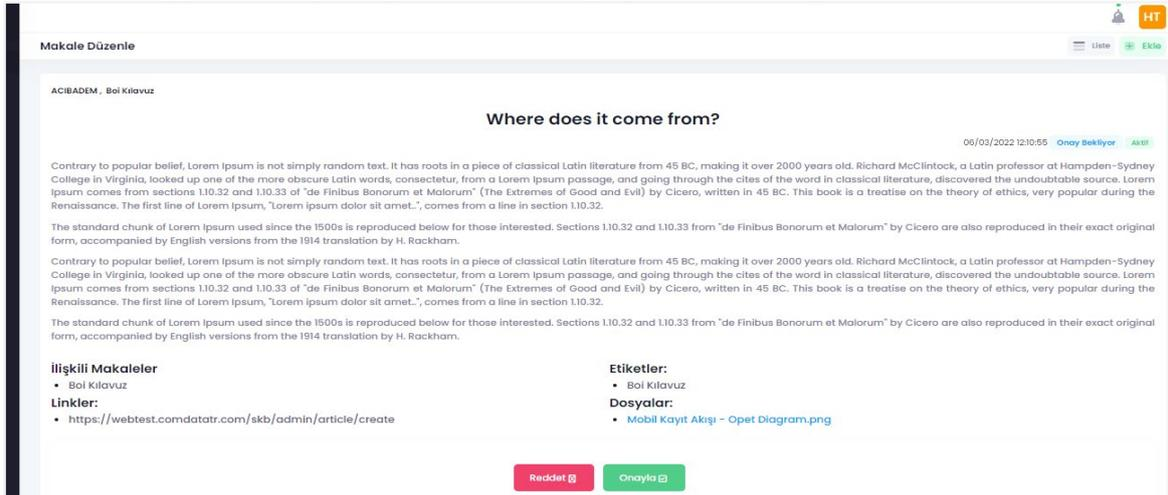 HT
Makale Düzenle
Liste
Ekle
ACIBADEM , Boi Kılavuz
Where does it come from?
06/03/2022 12:10:55 Onay Bekliyor Aktif
Contrary to popular belief, Lorem Ipsum is not simply random text. It has roots in a piece of classical Latin literature from 45 BC, making it over 2000 years old. Richard McClintock, a Latin professor at Hampden-Sydney
College in Virginia, looked up one of the more obscure Latin words, consectetur, from a Lorem Ipsum passage, and going through the cites of the word in classical literature, discovered the undoubtable source. Lorem
Ipsum comes from sections 1.10.32 and 1.10.33 of "de Finibus Bonorum et Malorum" (The Extremes of Good and Evil) by Cicero, written in 45 BC. This book is a treatise on the theory of ethics, very popular during the
Renaissance. The first line of Lorem Ipsum, "Lorem ipsum dolor sit amet..", comes from a line in section 1.10.32.
The standard chunk of Lorem Ipsum used since the 1500s is reproduced below for those interested. Sections 1.10.32 and 1.10.33 from "de Finibus Bonorum et Malorum" by Cicero are also reproduced in their exact original
form, accompanied by English versions from the 1914 translation by H. Rackham.
Contrary to popular belief, Lorem Ipsum is not simply random text. It has roots in a piece of classical Latin literature from 45 BC, making it over 2000 years old. Richard McClintock, a Latin professor at Hampden-Sydney
College in Virginia, looked up one of the more obscure Latin words, consectetur, from a Lorem Ipsum passage, and going through the cites of the word in classical literature, discovered the undoubtable source. Lorem
Ipsum comes from sections 1.10.32 and 1.10.33 of "de Finibus Bonorum et Malorum" (The Extremes of Good and Evil) by Cicero, written in 45 BC. This book is a treatise on the theory of ethics, very popular during the
Renaissance. The first line of Lorem Ipsum, "Lorem ipsum dolor sit amet..", comes from a line in section 1.10.32.
The standard chunk of Lorem Ipsum used since the 1500s is reproduced below for those interested. Sections 1.10.32 and 1.10.33 from "de Finibus Bonorum et Malorum" by Cicero are also reproduced in their exact original
form, accompanied by English versions from the 1914 translation by H. Rackham.
İlişkili Makaleler
• Boi Kılavuz
Linkler:
• https://webtest.comdatatr.com/skb/admin/article/create
Etiketler:
• Boi Kılavuz
Dosyalar:
• Mobil Kayıt Akışı - Opet Diagram.png
Reddet
Onayla